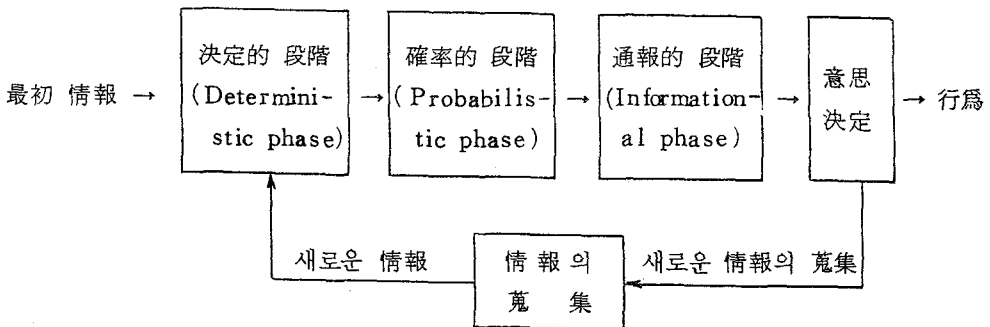 最初 情報 →
決定的 段階
(Determini-
stic phase)
→
確率的 段階
(Probabilis-
tic phase)
→
通報的 段階
(Information-
al phase)
→
意思
決定
→ 行爲
새로운 情報
情報의
蒐 集
새로운 情報의 蒐集